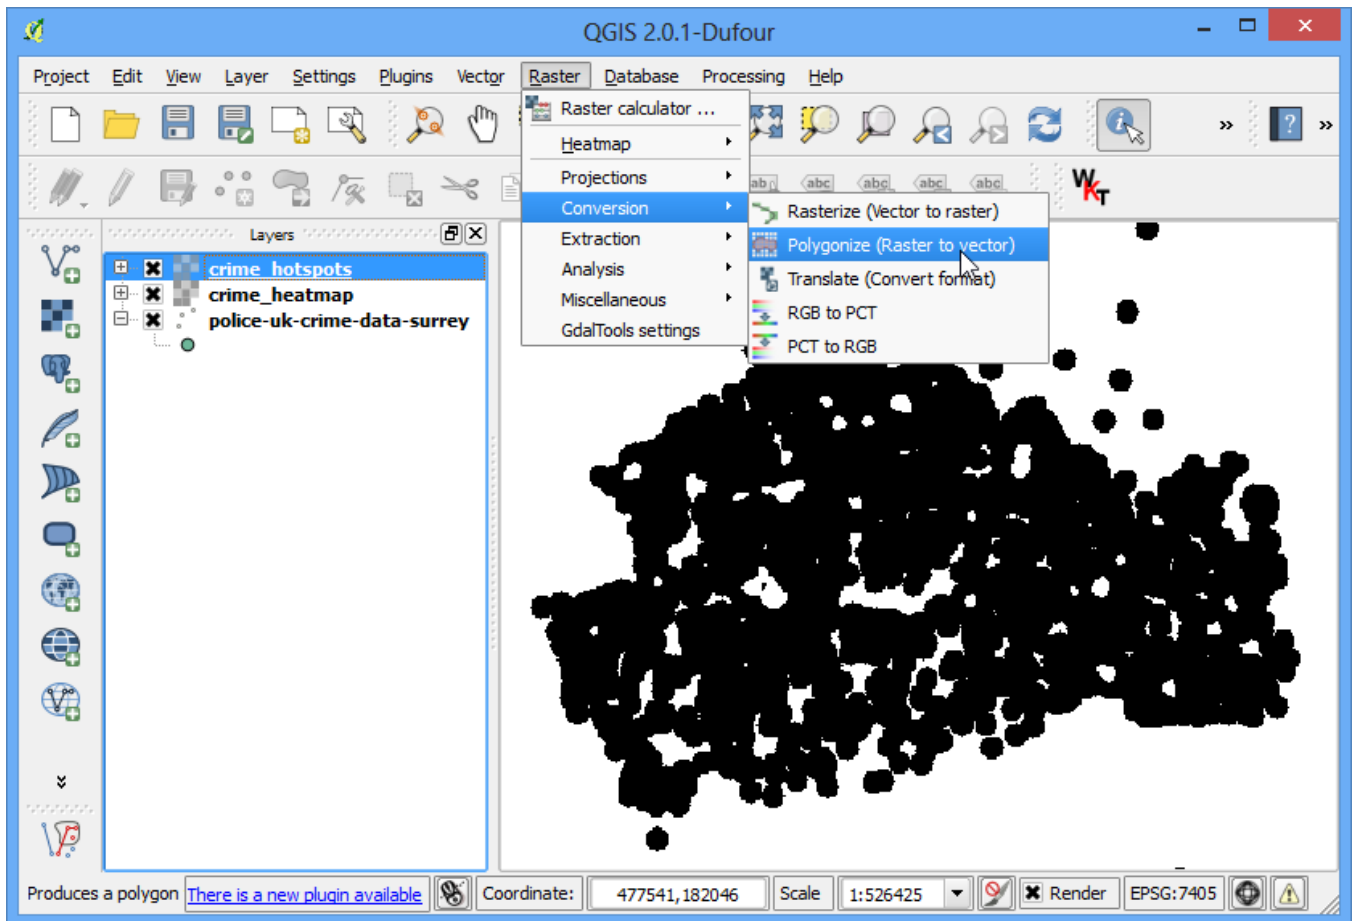 QGIS 2.0.1-Dufour
Project Edit View Layer Settings Plugins Vector Raster Database Processing Help
Raster calculator ...
Heatmap
Projections
Conversion
Extraction
Analysis
Miscellaneous
GdalTools settings
Rasterize (Vector to raster)
Polygonize (Raster to vector)
Translate (Convert format)
RGB to PCT
PCT to RGB
» ? »
ab abc abc abc abc
WKT
Layers
crime_hotspots
crime_heatmap
police-uk-crime-data-surrey
Produces a polygon There is a new plugin available Coordinate: 477541,182046 Scale 1:526425 Render EPSG:7405